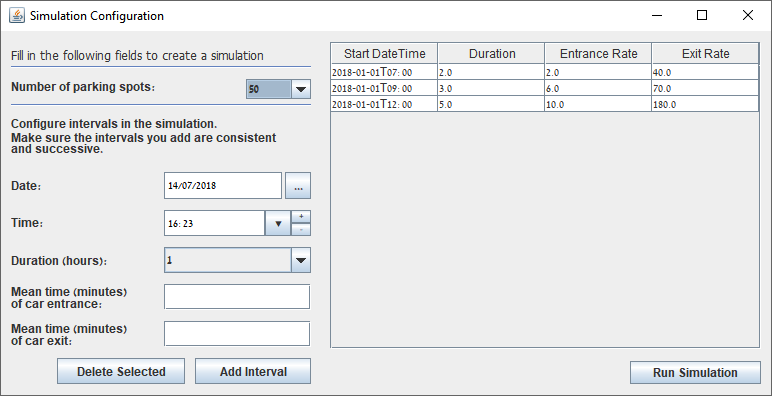 Simulation Configuration
Fill in the following fields to create a simulation
Number of parking spots:
50
Configure intervals in the simulation.
Make sure the intervals you add are consistent
and successive.
Date:
14/07/2018
...
Time:
16:23
+
-
Duration (hours):
1
Mean time (minutes)
of car entrance:
Mean time (minutes)
of car exit:
Delete Selected
Add Interval
Start DateTime Duration Entrance Rate Exit Rate
2018-01-01T07:00 2.0 2.0 40.0
2018-01-01T09:00 3.0 6.0 70.0
2018-01-01T12:00 5.0 10.0 180.0
Run Simulation